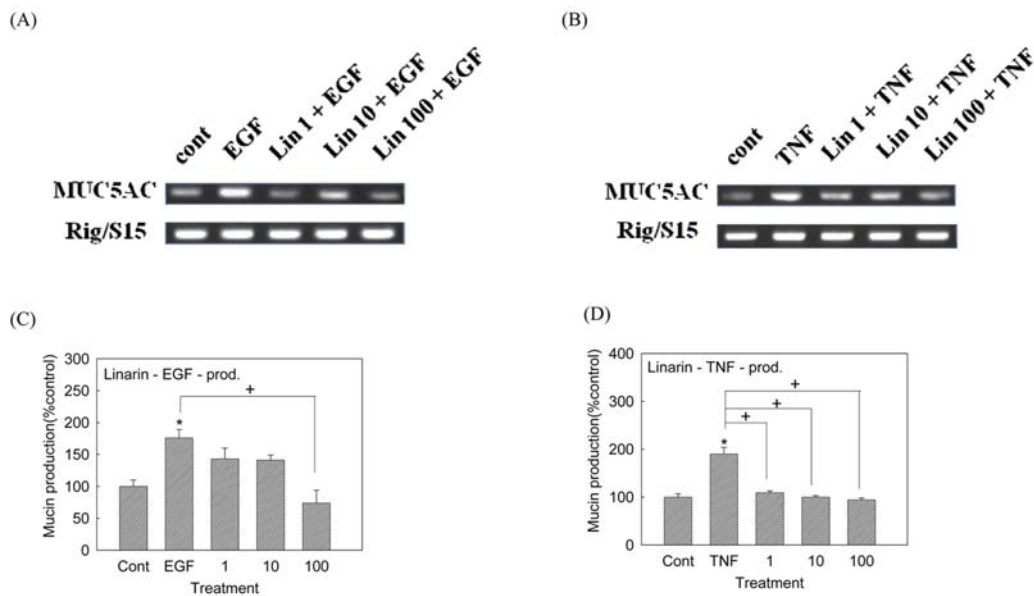 (A)
cont
EGF
Lin 1 + EGF
Lin 10 + EGF
Lin 100 + EGF
MUC5AC
Rig/S15
(B)
cont
TNF
Lin 1 + TNF
Lin 10 + TNF
Lin 100 + TNF
MUC5AC
Rig/S15
(C)
Mucin production(%control)
300
250
200
150
100
50
0
Linarin - EGF - prod.
+
*
Cont EGF 1 10 100
Treatment
(D)
Mucin production(%control)
400
300
200
100
0
Linarin - TNF - prod.
+
+
+
*
Cont TNF 1 10 100
Treatment